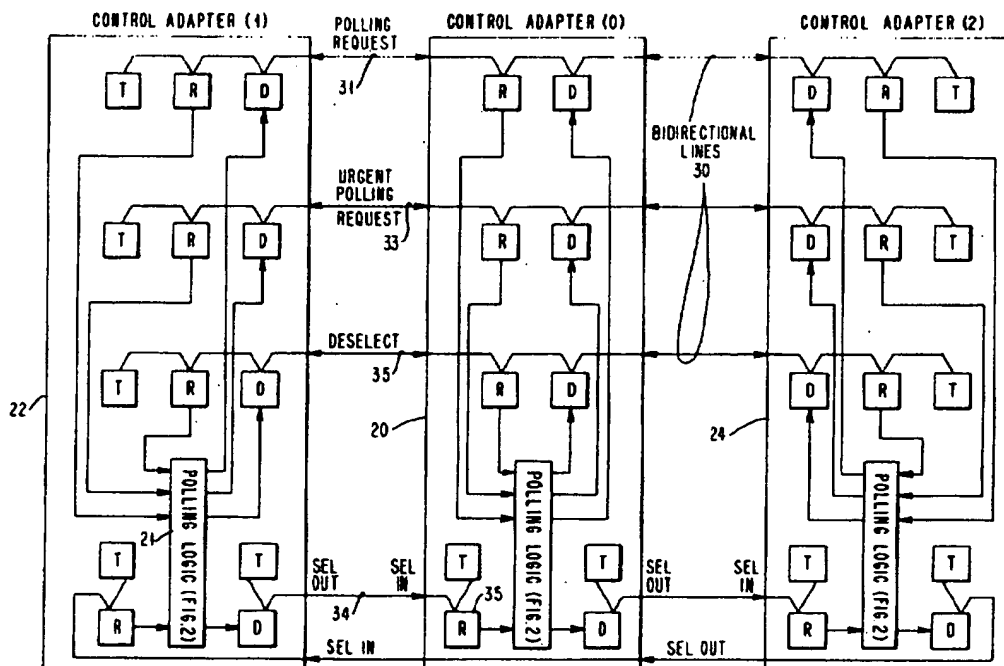 CONTROL ADAPTER (1)
CONTROL ADAPTER (0)
CONTROL ADAPTER (2)
POLLING
REQUEST
31
T
R
D
R
D
D
R
T
BIDIRECTIONAL
LINES
30
URGENT
POLLING
REQUEST
33
T
R
D
R
D
D
R
T
DESELECT
35
T
R
D
R
D
D
R
T
22
20
24
POLLING LOGIC (FIG.2)
21
POLLING LOGIC (FIG.2)
POLLING LOGIC (FIG.2)
T
T
SEL
OUT
SEL
IN
T
T
SEL
OUT
SEL
IN
T
T
34
35
R
D
R
D
R
D
SEL IN
SEL OUT